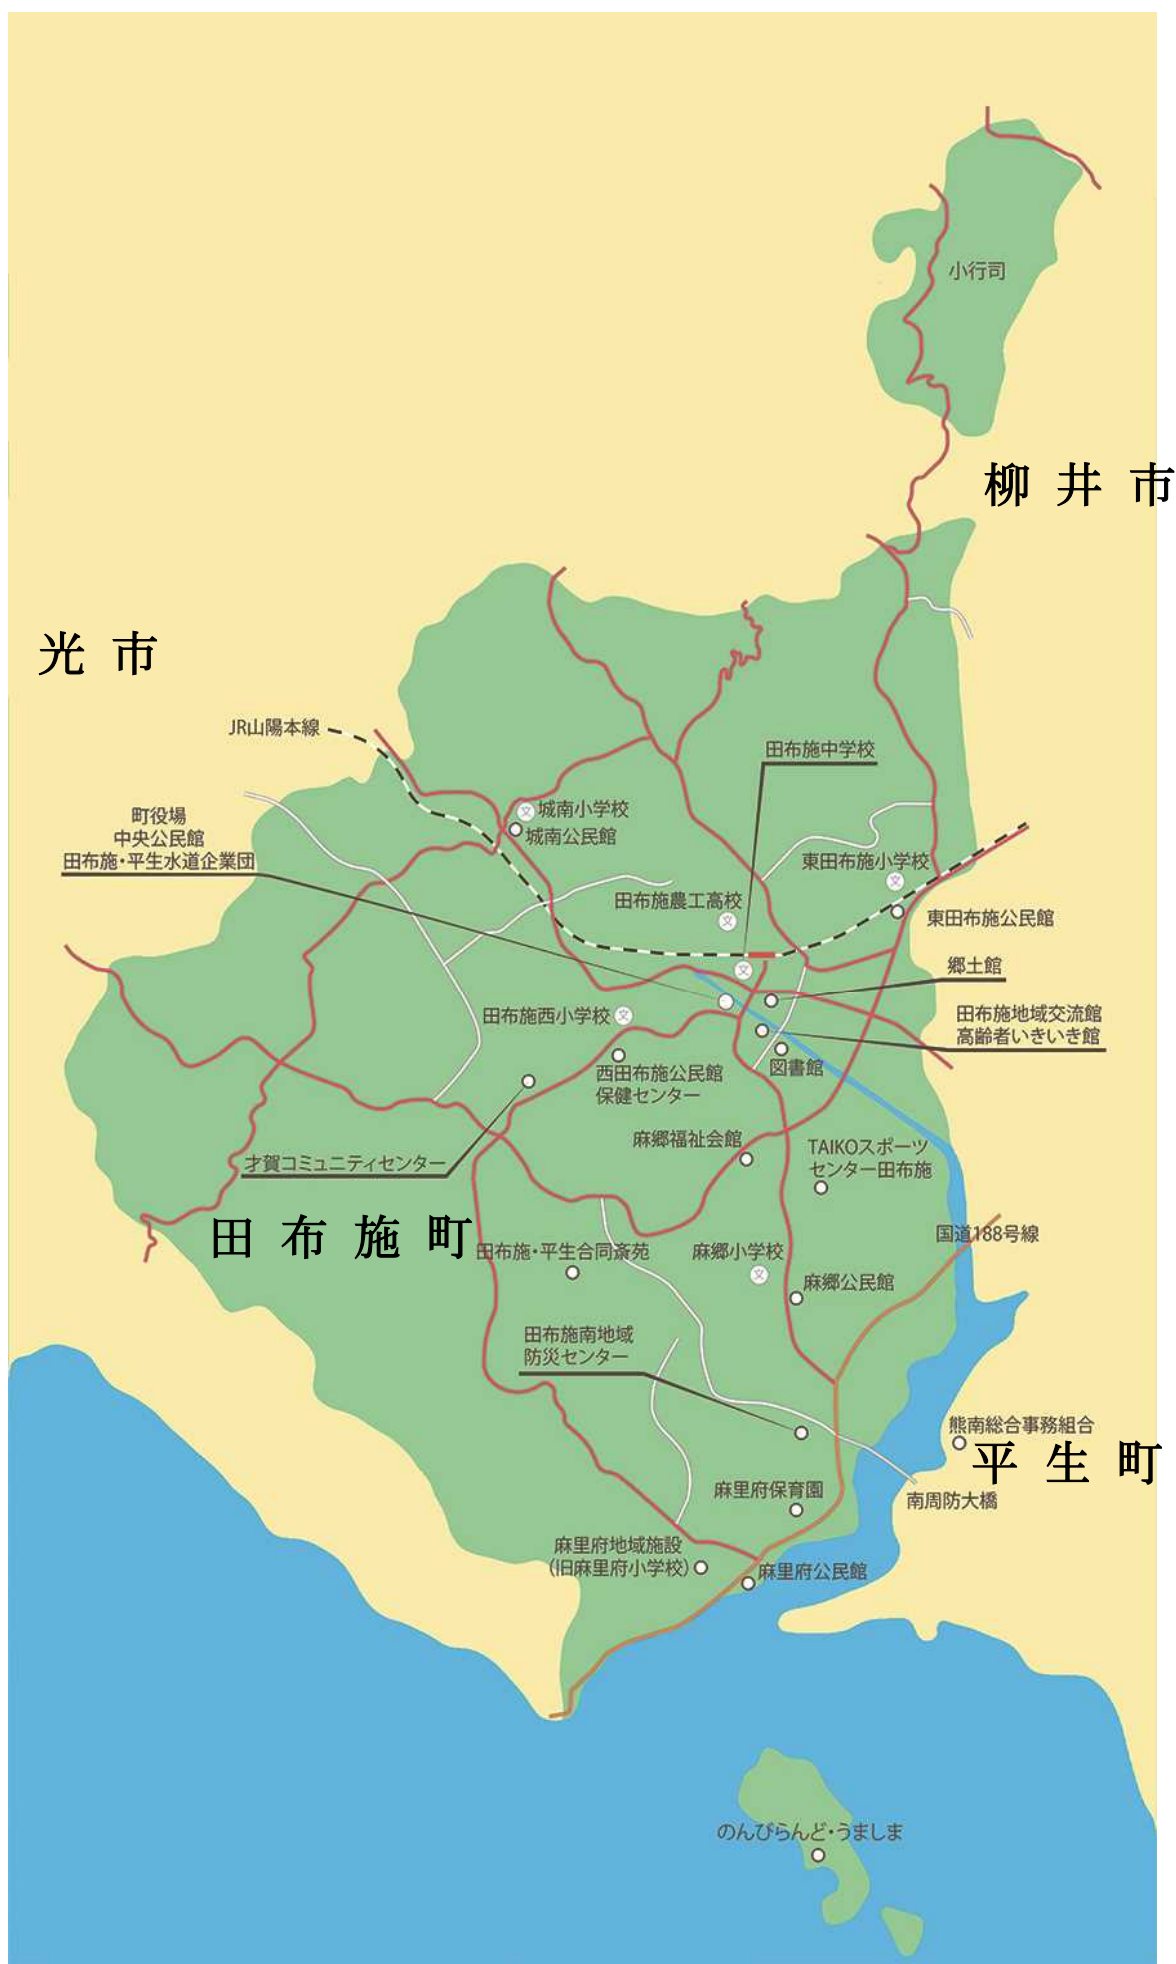 小行司
柳井市
光市
JR山陽本線
田布施中学校
町役場
中央公民館
田布施・平生水道企業団
文
城南小学校
城南公民館
東田布施小学校
文
田布施農工高校
文
東田布施公民館
文
郷土館
田布施西小学校
文
田布施地域交流館
高齢者いきいき館
図書館
西田布施公民館
保健センター
麻郷福祉会館
TAIKOスポーツ
センター田布施
才賀コミュニティセンター
田布施町
国道188号線
田布施・平生合同斎苑
麻郷小学校
文
麻郷公民館
田布施南地域
防災センター
熊南総合事務組合
平生町
麻里府保育園
南周防大橋
麻里府地域施設
(旧麻里府小学校)
麻里府公民館
のんびらんど・うましま